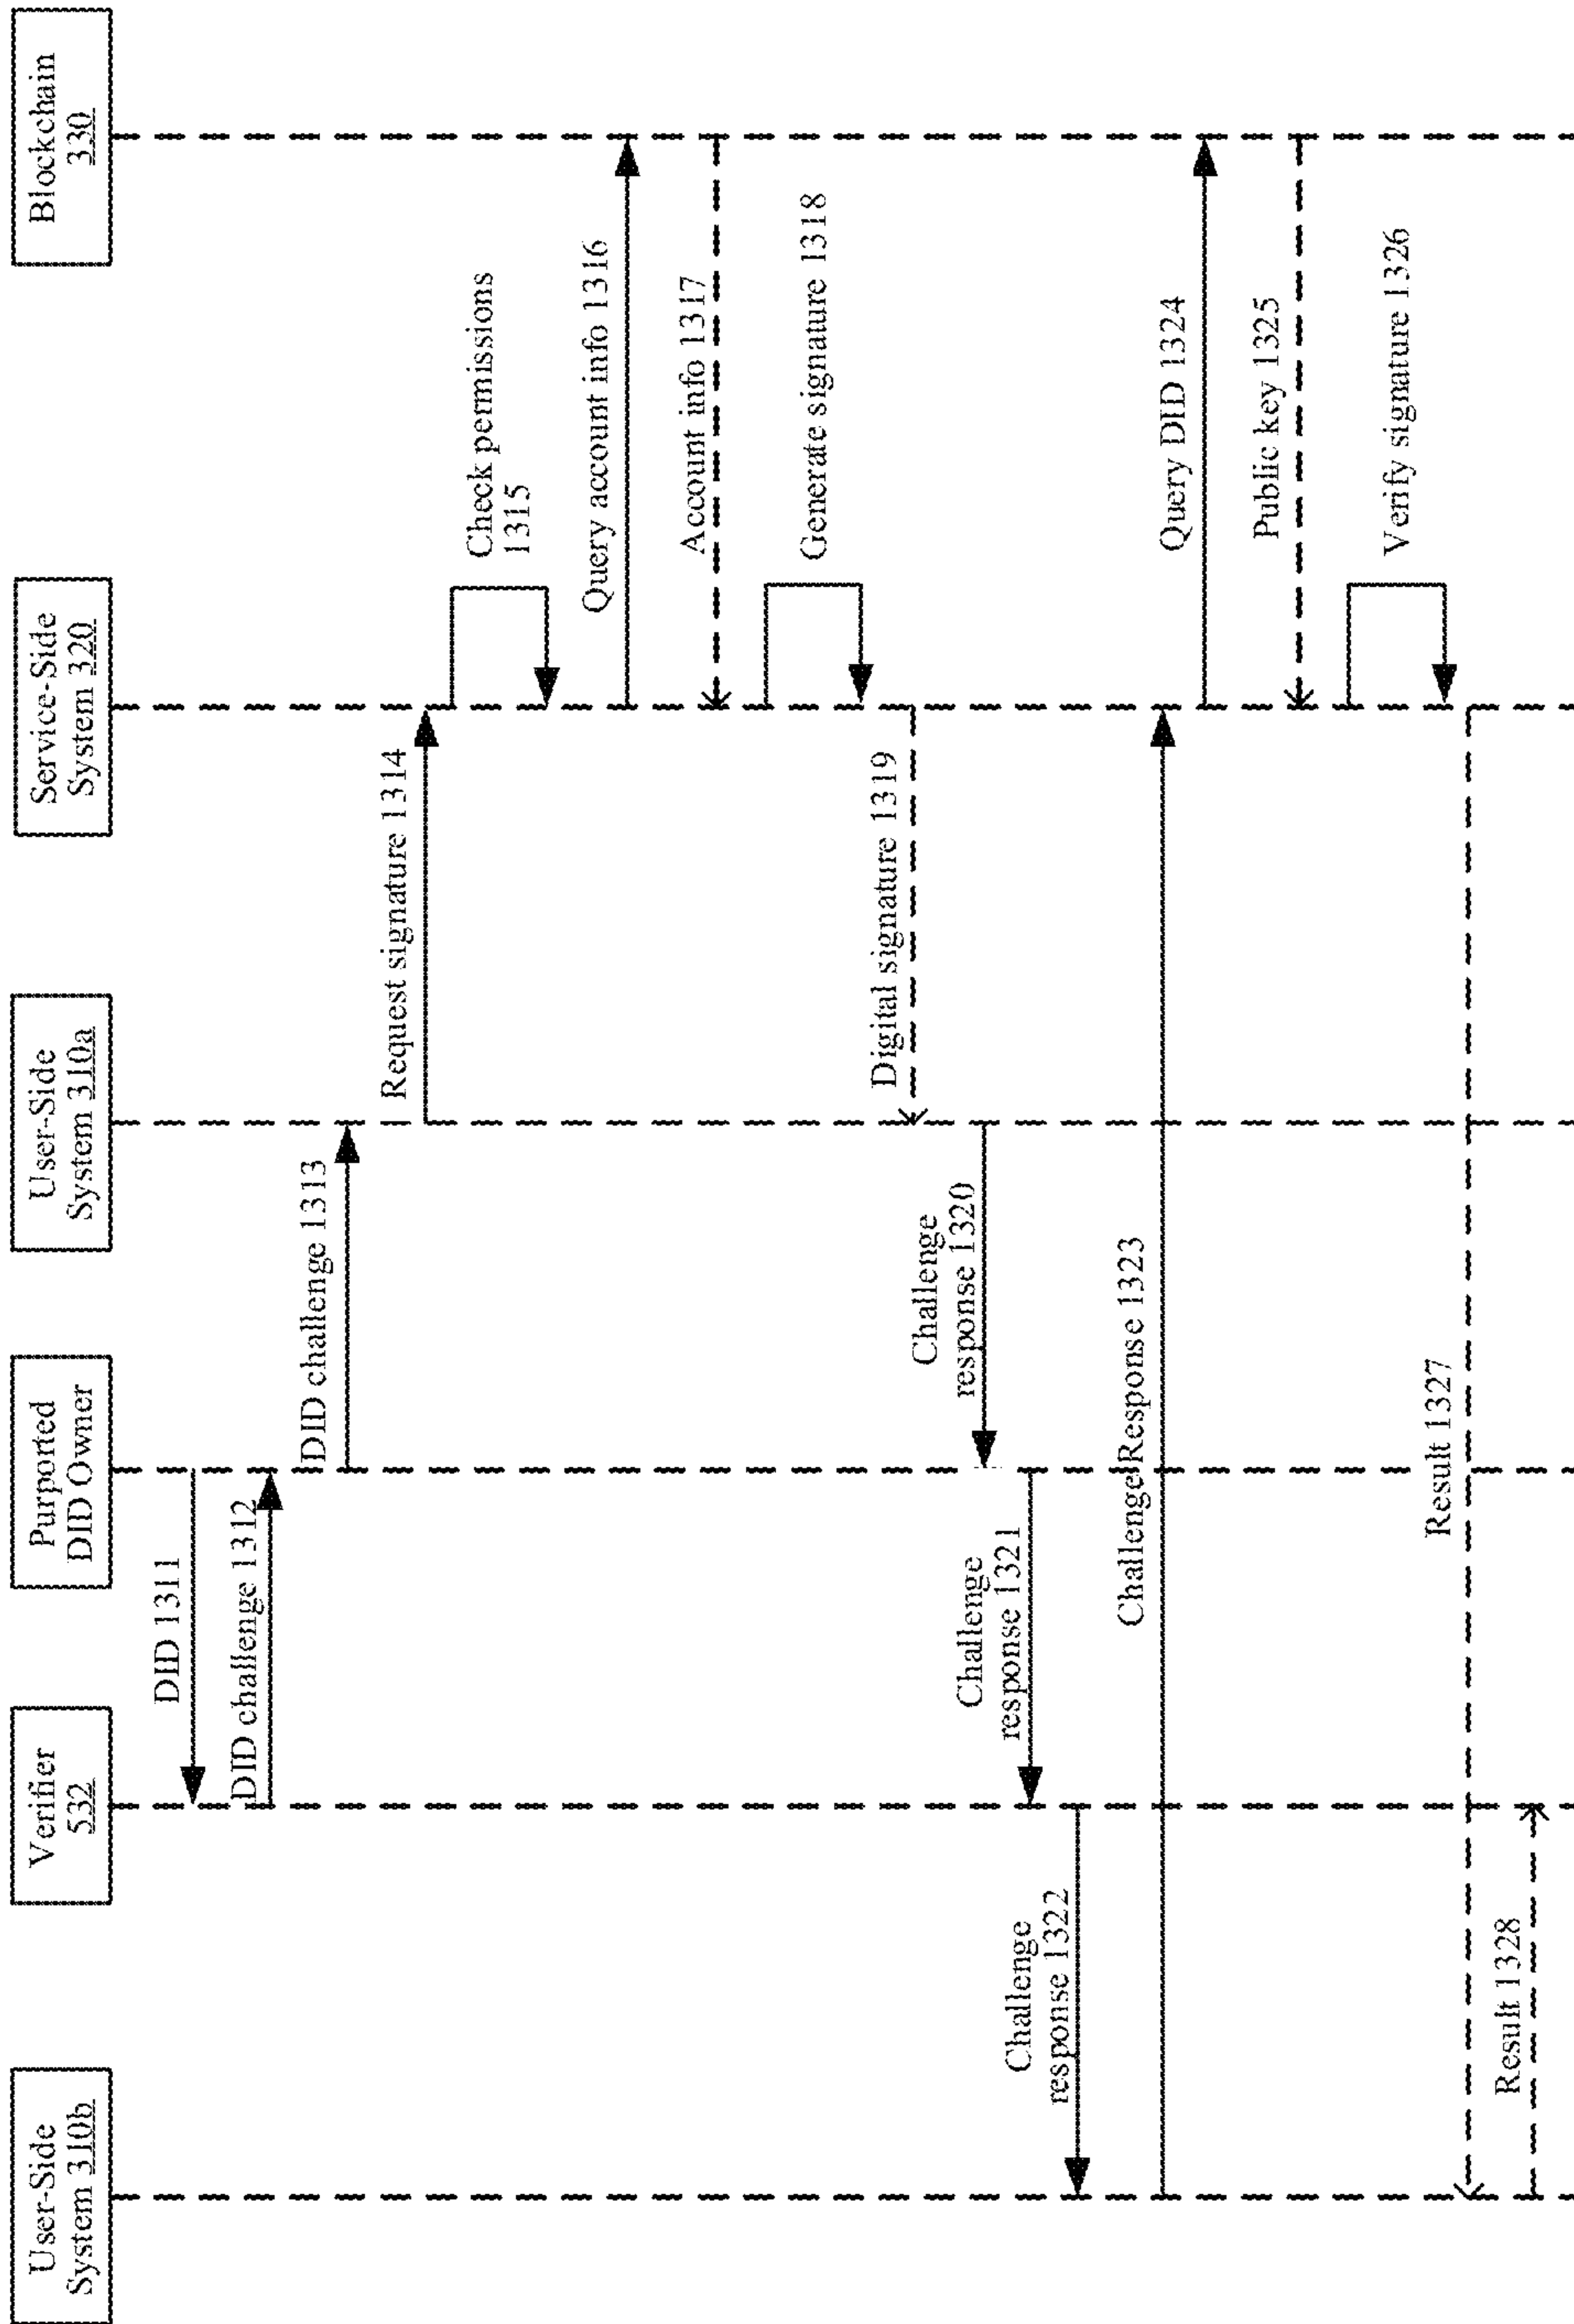 User-Side
System 310b
Verifier
532
Purported
DID Owner
User-Side
System 310a
Service-Side
System 320
Blockchain
330
DID 1311
DID challenge 1312
DID challenge 1313
Request signature 1314
Check permissions
1315
Query account info 1316
Account info 1317
Generate signature 1318
Digital signature 1319
Challenge
response 1320
Challenge
response 1321
Challenge
response 1322
Challenge Response 1323
Query DID 1324
Public key 1325
Verify signature 1326
Result 1327
Result 1328